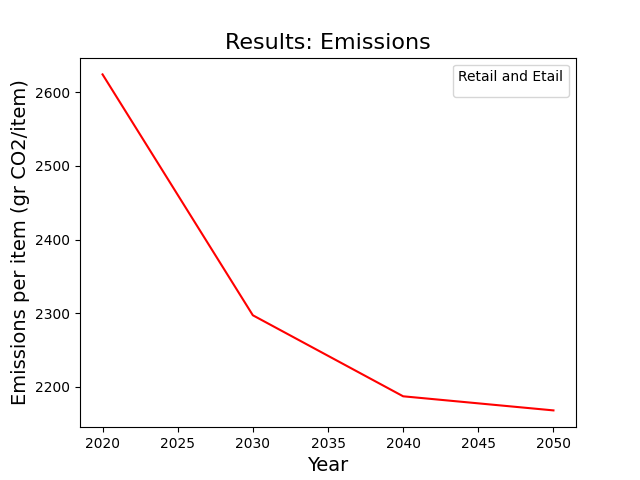 Results: Emissions
Retail and Etail
Emissions per item (gr CO2/item)
2600
2500
2400
2300
2200
2020 2025 2030 2035 2040 2045 2050
Year